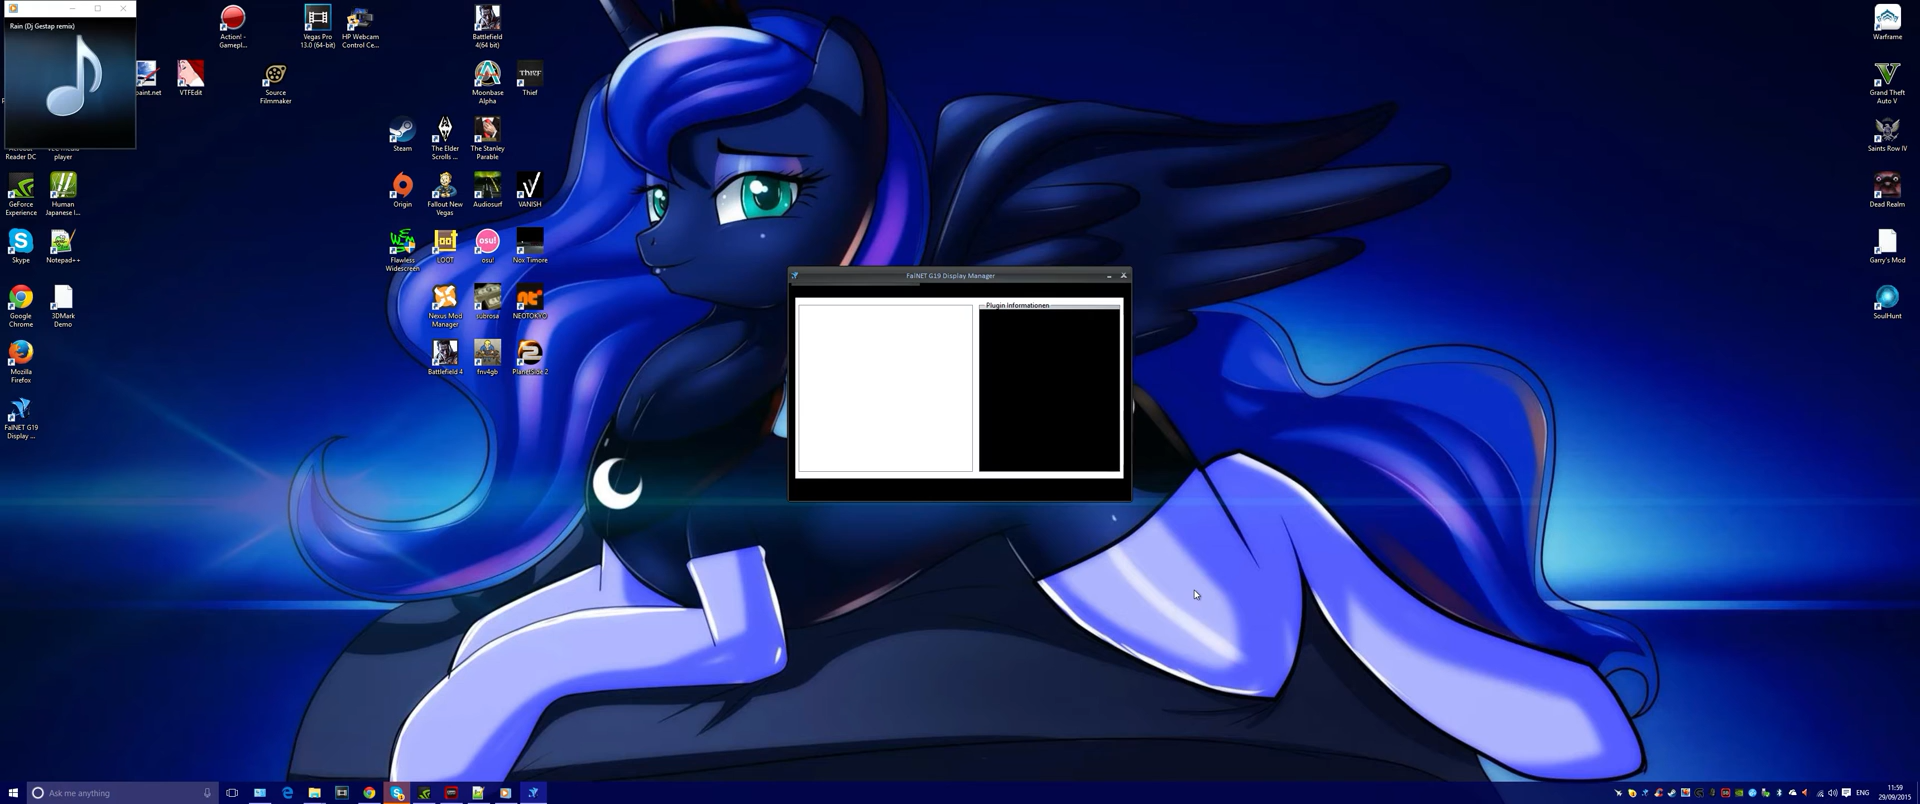 Rain (Dj Gestap remix)
Action! -
Gamepl...
Vegas Pro
13.0 (64-bit)
HP Webcam
Control Ce...
Battlefield
4(64 bit)
Warframe
paint.net
VTFEdit
Source
Filmmaker
Moonbase
Alpha
THIEF
Thief
Grand Theft
Auto V
Reader DC
player
Steam
The Elder
Scrolls ...
The Stanley
Parable
Saints Row IV
GeForce
Experience
Human
Japanese I...
Origin
Fallout New
Vegas
Audiosurf
VANISH
Dead Realm
Skype
Notepad++
Flawless
Widescreen
LOOT
osu!
osu!
Nox Timore
Garry's Mod
FalNET G19 Display Manager
Plugin Informationen
Google
Chrome
3DMark
Demo
Nexus Mod
Manager
subrosa
NEOTOKYO
SoulHunt
Mozilla
Firefox
Battlefield 4
fnv4gb
PlanetSide 2
FalNET G19
Display ...
Ask me anything
ENG
11:59
29/09/2015